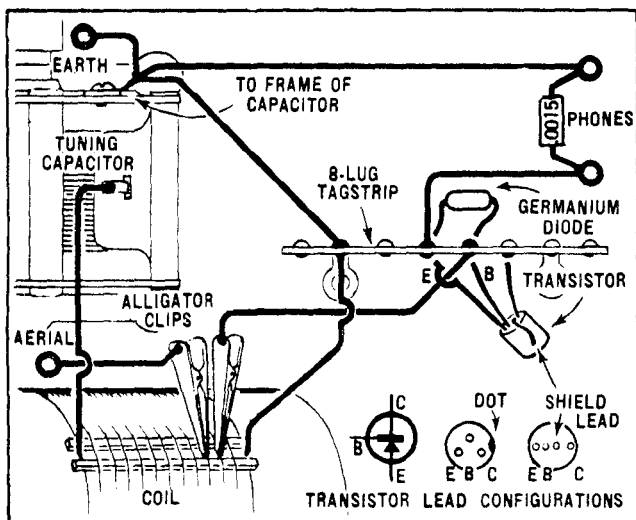 EARTH
TO FRAME OF
CAPACITOR
TUNING
CAPACITOR
.0015
PHONES
8-LUG
TAGSTRIP
GERMANIUM
DIODE
E
B
TRANSISTOR
ALLIGATOR
CLIPS
AERIAL
COIL
C
B
E
DOT
E B C
SHIELD
LEAD
E B C
TRANSISTOR LEAD CONFIGURATIONS